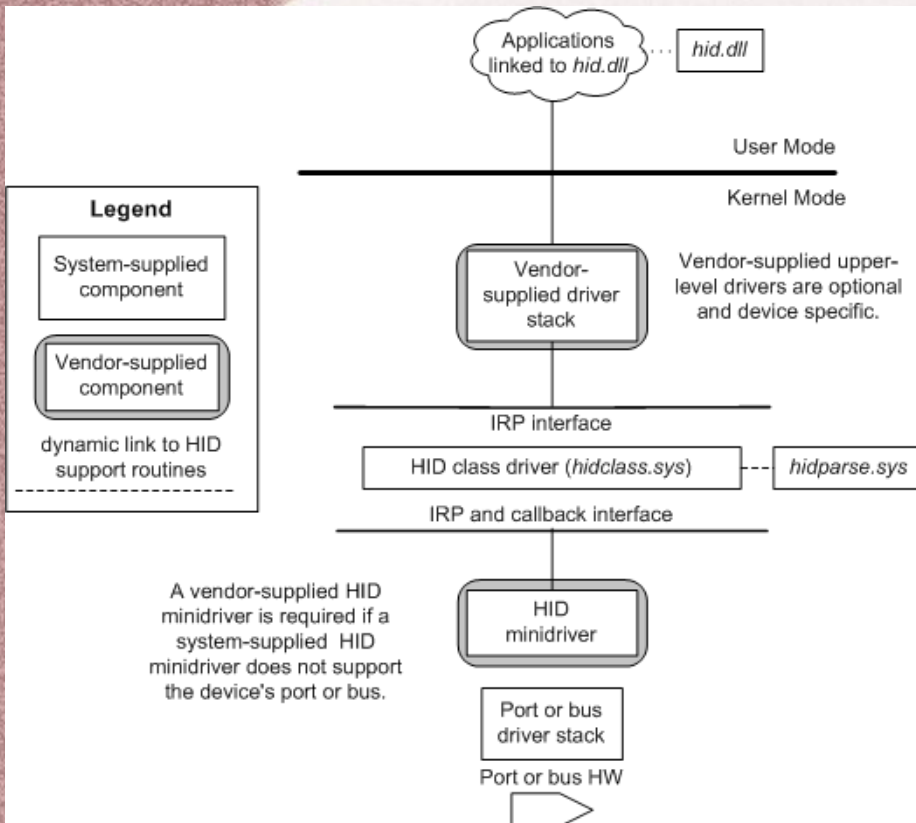 Applications
linked to hid.dll
hid.dll
User Mode
Kernel Mode
Legend
System-supplied
component
Vendor-supplied
component
dynamic link to HID
support routines
Vendor-
supplied driver
stack
Vendor-supplied upper-
level drivers are optional
and device specific.
IRP interface
HID class driver (hidclass.sys)
hidparse.sys
IRP and callback interface
A vendor-supplied HID
minidriver is required if a
system-supplied HID
minidriver does not support
the device's port or bus.
HID
minidriver
Port or bus
driver stack
Port or bus HW